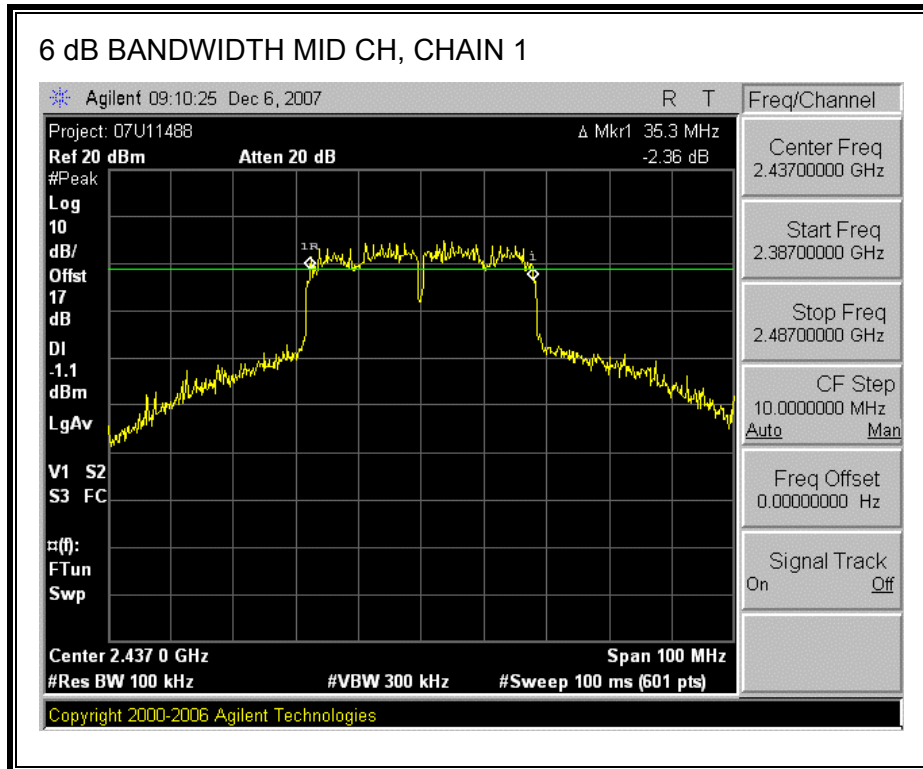 6 dB BANDWIDTH MID CH, CHAIN 1
Agilent 09:10:25 Dec 6, 2007 R T
Freq/Channel
Project: 07U11488 Δ Mkr1 35.3 MHz
Ref 20 dBm Atten 20 dB -2.36 dB
#Peak
Log
10
dB/
Offst
17
dB
DI
-1.1
dBm
LgAv
V1 S2
S3 FC
¤(f):
FTun
Swp
1R
1
Center 2.437 0 GHz Span 100 MHz
#Res BW 100 kHz #VBW 300 kHz #Sweep 100 ms (601 pts)
Center Freq
2.43700000 GHz
Start Freq
2.38700000 GHz
Stop Freq
2.48700000 GHz
CF Step
10.0000000 MHz
Auto Man
Freq Offset
0.00000000 Hz
Signal Track
On Off
Copyright 2000-2006 Agilent Technologies